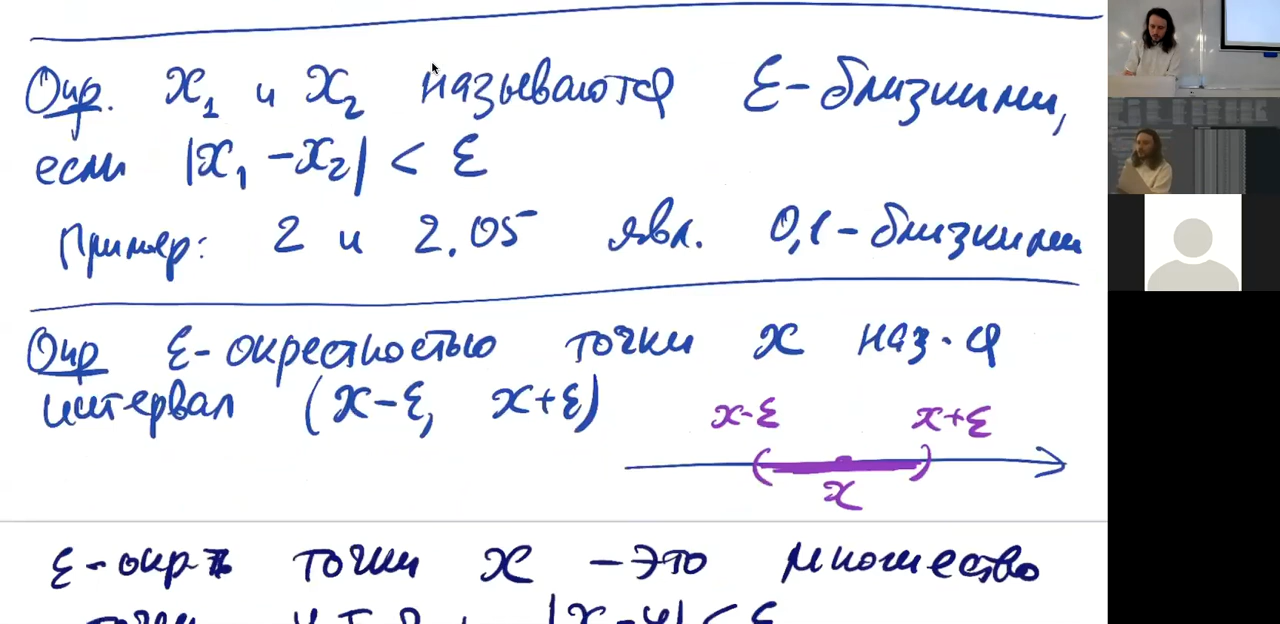 Опр. x₁ и x₂ называются ε-близкими,
если |x₁ - x₂| < ε
Пример: 2 и 2.05 явл. 0,1-близкими
Опр ε-окрестностью точки x наз-ся
интервал (x-ε, x+ε)
x-ε x+ε
x
ε-окр точки x - это множество
точек у т.ч. |x-y| < ε